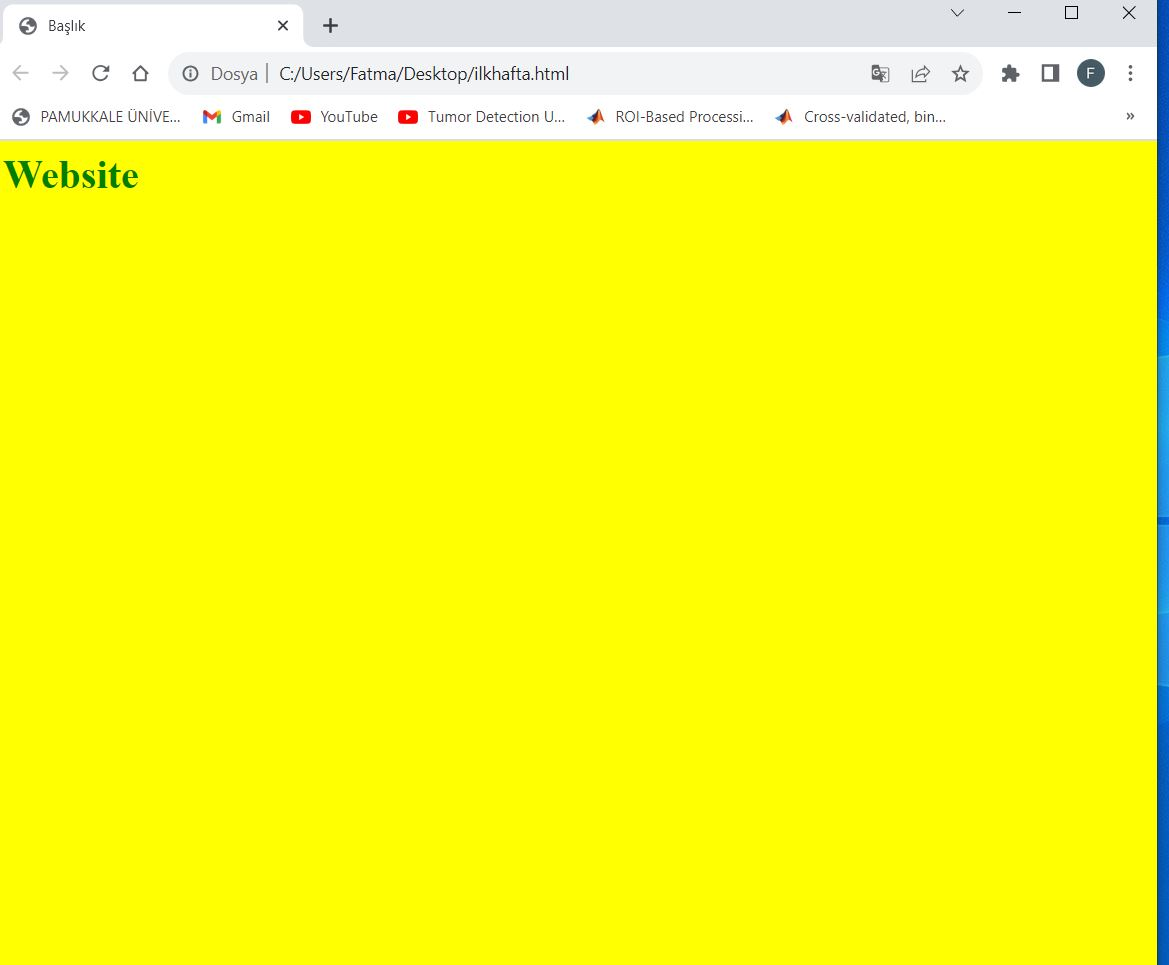 Başlık
Dosya | C:/Users/Fatma/Desktop/ilkhafta.html
F
PAMUKKALE ÜNİVE... Gmail YouTube Tumor Detection U... ROI-Based Processi... Cross-validated, bin... »
Website